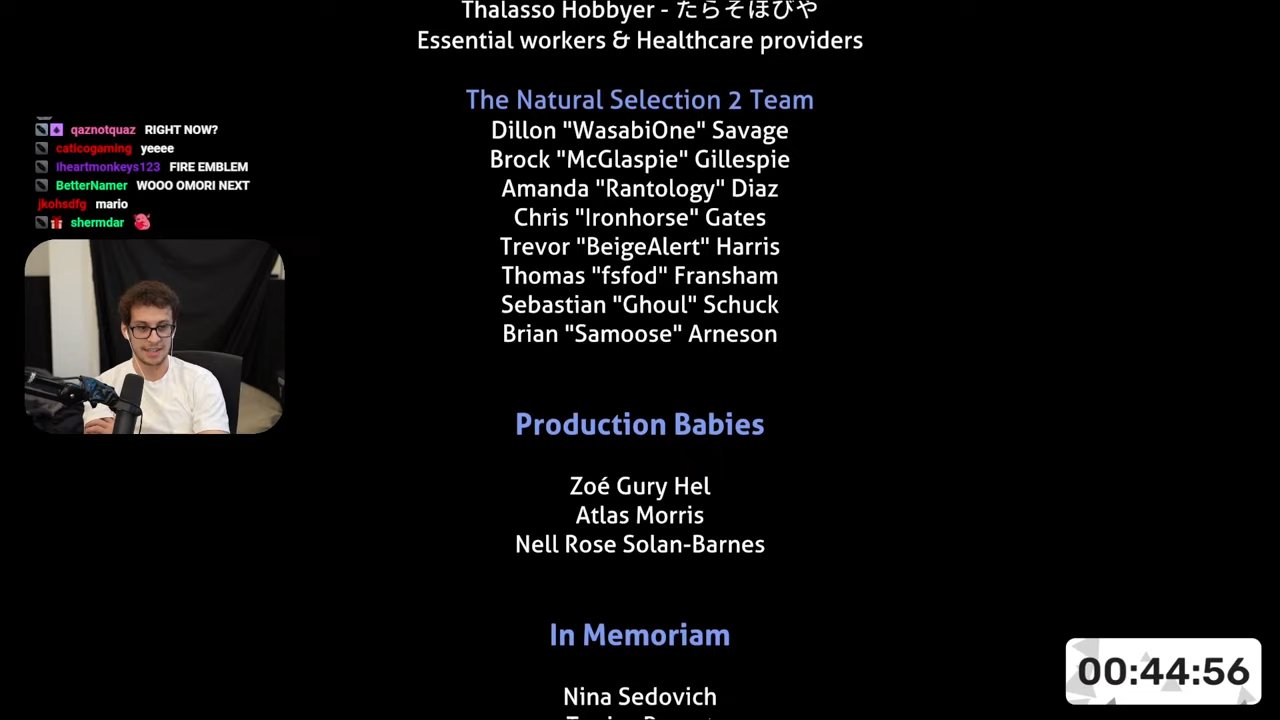 Thalasso Hobbyer - たらそほびや
Essential workers & Healthcare providers
The Natural Selection 2 Team
Dillon "WasabiOne" Savage
Brock "McGlaspie" Gillespie
Amanda "Rantology" Diaz
Chris "Ironhorse" Gates
Trevor "BeigeAlert" Harris
Thomas "fsfod" Fransham
Sebastian "Ghoul" Schuck
Brian "Samoose" Arneson
Production Babies
Zoé Gury Hel
Atlas Morris
Nell Rose Solan-Barnes
In Memoriam
Nina Sedovich
qaznotquaz RIGHT NOW?
caticogaming yeeee
Iheartmonkeys123 FIRE EMBLEM
BetterNamer WOOO OMORI NEXT
jkohsdfg mario
shermdar
00:44:56